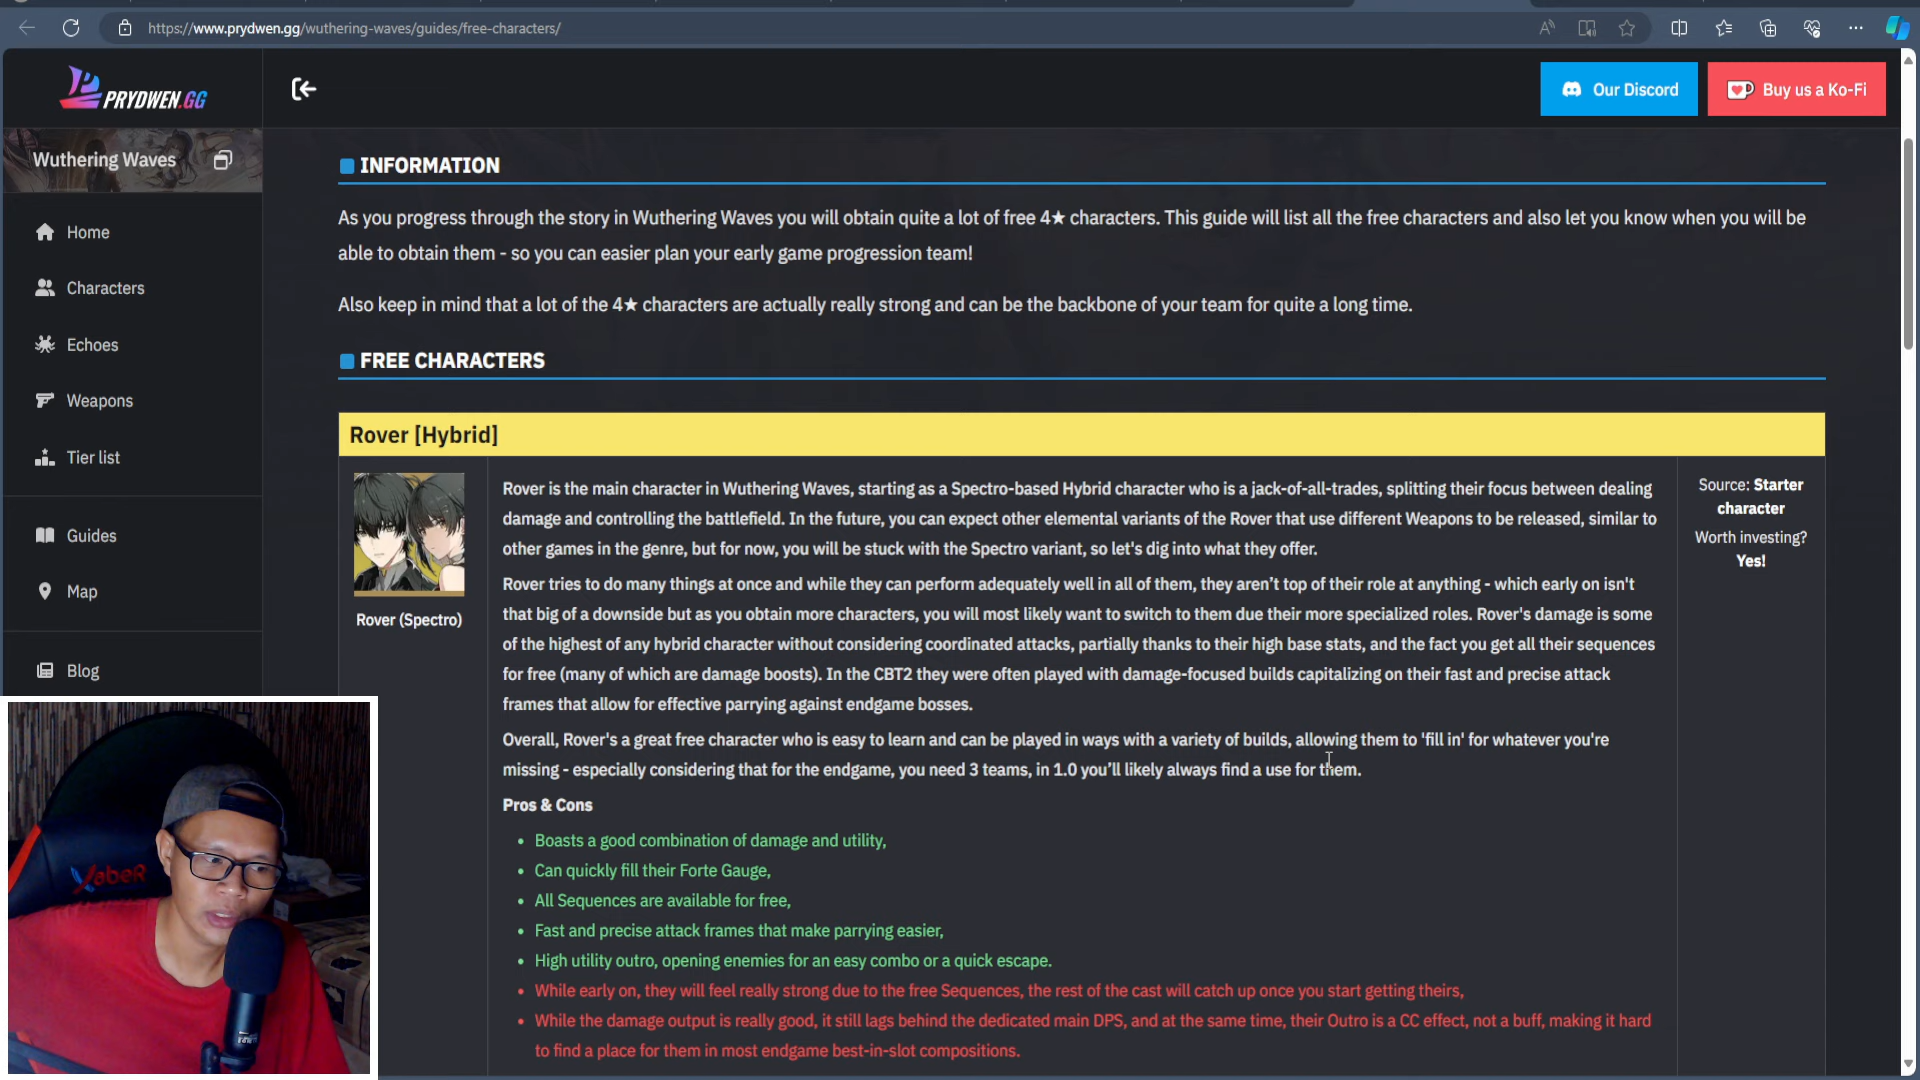 https://www.prydwen.gg/wuthering-waves/guides/free-characters/
PRYDWEN.GG
Our Discord
Buy us a Ko-Fi
Wuthering Waves
Home
Characters
Echoes
Weapons
Tier list
Guides
Map
Blog
INFORMATION
As you progress through the story in Wuthering Waves you will obtain quite a lot of free 4★ characters. This guide will list all the free characters and also let you know when you will be
able to obtain them - so you can easier plan your early game progression team!
Also keep in mind that a lot of the 4★ characters are actually really strong and can be the backbone of your team for quite a long time.
FREE CHARACTERS
Rover [Hybrid]
Rover (Spectro)
Rover is the main character in Wuthering Waves, starting as a Spectro-based Hybrid character who is a jack-of-all-trades, splitting their focus between dealing
damage and controlling the battlefield. In the future, you can expect other elemental variants of the Rover that use different Weapons to be released, similar to
other games in the genre, but for now, you will be stuck with the Spectro variant, so let's dig into what they offer.
Rover tries to do many things at once and while they can perform adequately well in all of them, they aren't top of their role at anything - which early on isn't
that big of a downside but as you obtain more characters, you will most likely want to switch to them due their more specialized roles. Rover's damage is some
of the highest of any hybrid character without considering coordinated attacks, partially thanks to their high base stats, and the fact you get all their sequences
for free (many of which are damage boosts). In the CBT2 they were often played with damage-focused builds capitalizing on their fast and precise attack
frames that allow for effective parrying against endgame bosses.
Overall, Rover's a great free character who is easy to learn and can be played in ways with a variety of builds, allowing them to 'fill in' for whatever you're
missing - especially considering that for the endgame, you need 3 teams, in 1.0 you'll likely always find a use for them.
Pros & Cons
• Boasts a good combination of damage and utility,
• Can quickly fill their Forte Gauge,
• All Sequences are available for free,
• Fast and precise attack frames that make parrying easier,
• High utility outro, opening enemies for an easy combo or a quick escape.
• While early on, they will feel really strong due to the free Sequences, the rest of the cast will catch up once you start getting theirs,
• While the damage output is really good, it still lags behind the dedicated main DPS, and at the same time, their Outro is a CC effect, not a buff, making it hard
to find a place for them in most endgame best-in-slot compositions.
Source: Starter
character
Worth investing?
Yes!